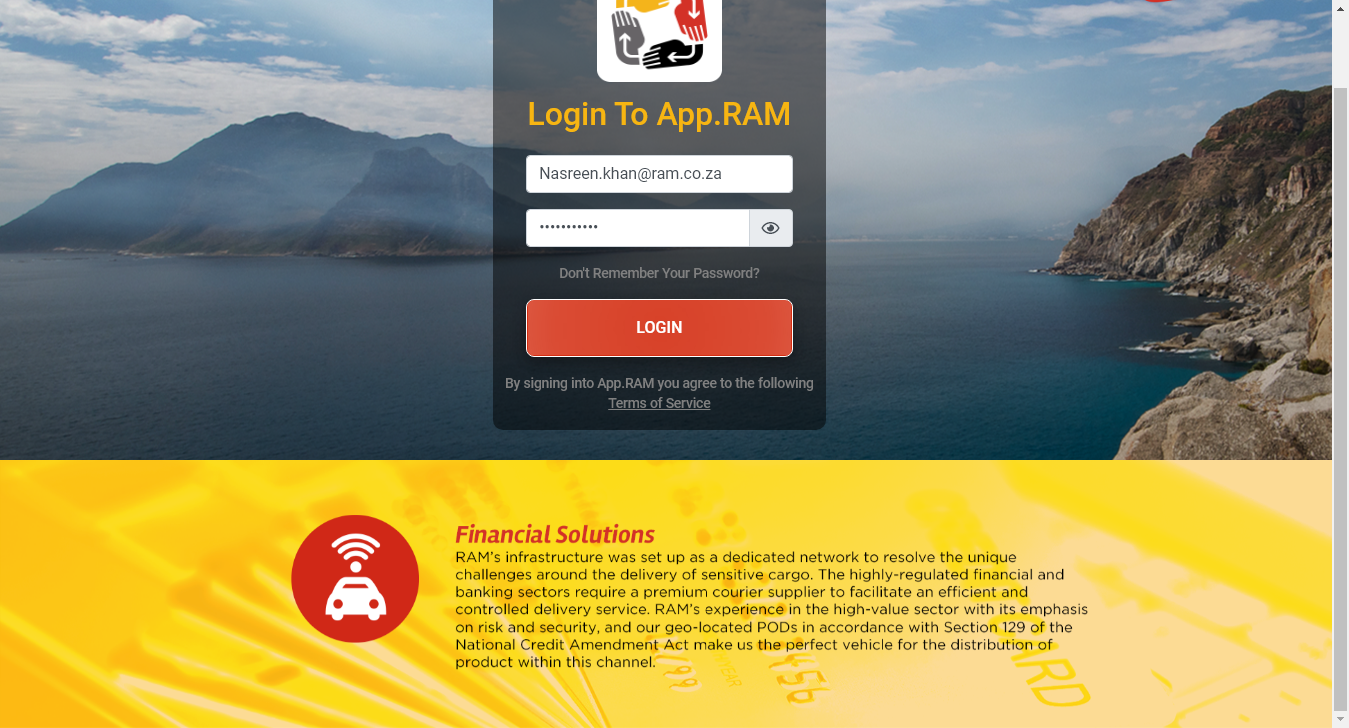 Login To App.RAM
Nasreen.khan@ram.co.za
•••••••••••
Don't Remember Your Password?
LOGIN
By signing into App.RAM you agree to the following
Terms of Service
Financial Solutions
RAM's infrastructure was set up as a dedicated network to resolve the unique
challenges around the delivery of sensitive cargo. The highly-regulated financial and
banking sectors require a premium courier supplier to facilitate an efficient and
controlled delivery service. RAM's experience in the high-value sector with its emphasis
on risk and security, and our geo-located PODs in accordance with Section 129 of the
National Credit Amendment Act make us the perfect vehicle for the distribution of
product within this channel.